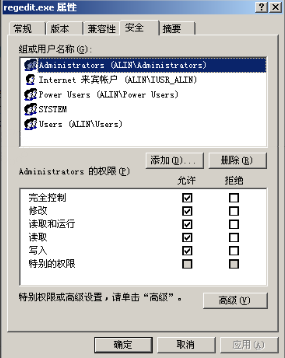 regedit.exe 属性
常规 版本 兼容性 安全 摘要
组或用户名称(G):
Administrators (ALIN\Administrators)
Internet 来宾帐户 (ALIN\IUSR_ALIN)
Power Users (ALIN\Power Users)
SYSTEM
Users (ALIN\Users)
添加(D)... 删除(R)
Administrators 的权限(P) 允许 拒绝
完全控制
修改
读取和运行
读取
写入
特别的权限
特别权限或高级设置,请单击“高级”。 高级(V)
确定 取消 应用(A)